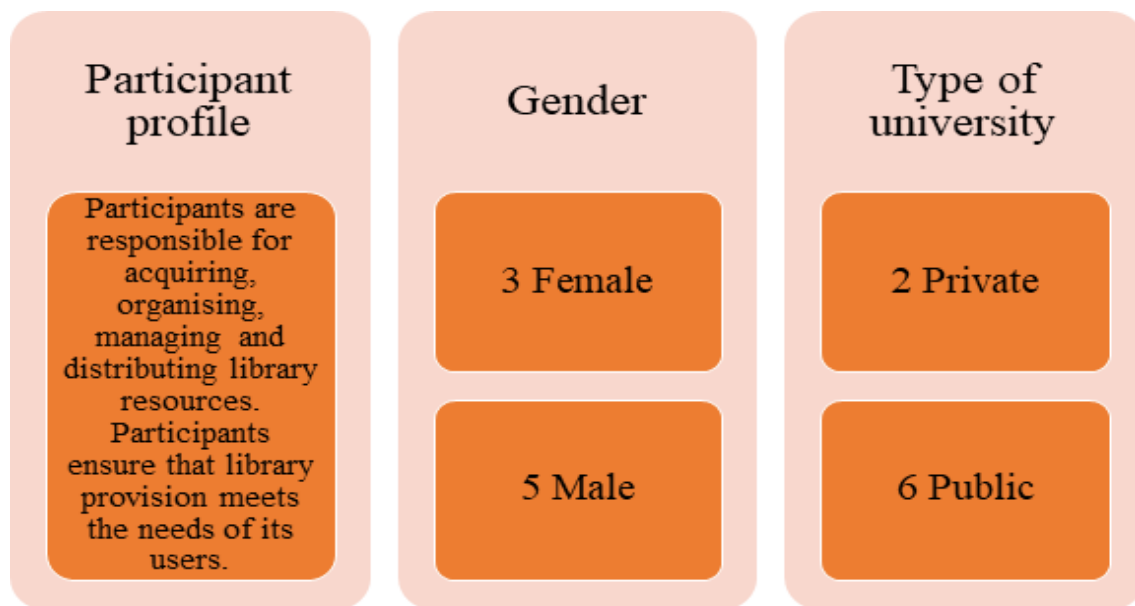 Participant
profile
Participants are
responsible for
acquiring,
organising,
managing and
distributing library
resources.
Participants
ensure that library
provision meets
the needs of its
users.
Gender
3 Female
5 Male
Type of
university
2 Private
6 Public